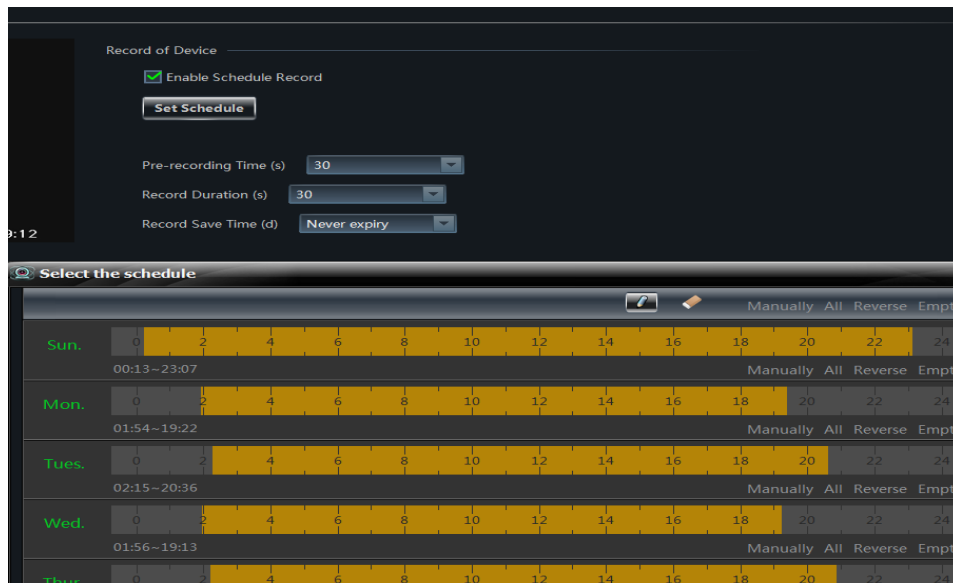 Record of Device
Enable Schedule Record
Set Schedule
Pre-recording Time (s) 30
Record Duration (s) 30
Record Save Time (d) Never expiry
9:12
Select the schedule
Manually All Reverse Empt
Sun. 0 2 4 6 8 10 12 14 16 18 20 22 24
00:13~23:07 Manually All Reverse Empt
Mon. 0 2 4 6 8 10 12 14 16 18 20 22 24
01:54~19:22 Manually All Reverse Empt
Tues. 0 2 4 6 8 10 12 14 16 18 20 22 24
02:15~20:36 Manually All Reverse Empt
Wed. 0 2 4 6 8 10 12 14 16 18 20 22 24
01:56~19:13 Manually All Reverse Empt
Thur. 0 2 4 6 8 10 12 14 16 18 20 22 24